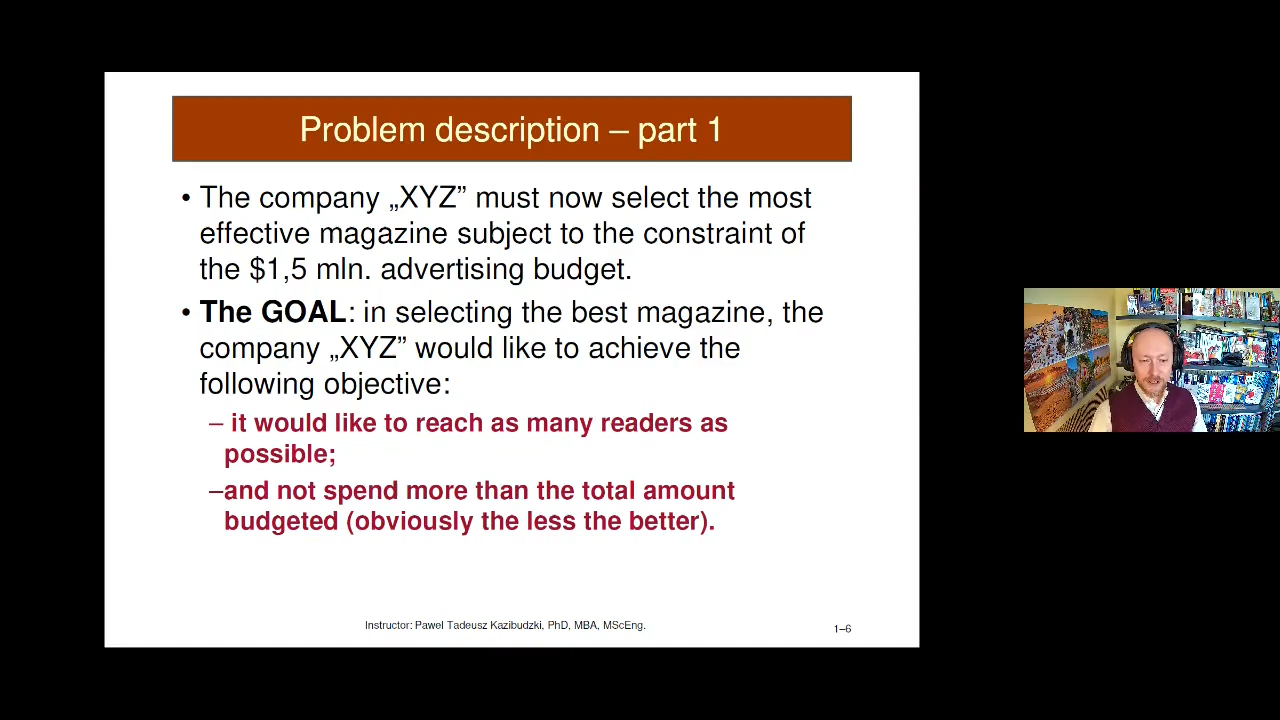 Problem description – part 1
• The company „XYZ” must now select the most
effective magazine subject to the constraint of
the $1,5 mln. advertising budget.
• The GOAL: in selecting the best magazine, the
company „XYZ” would like to achieve the
following objective:
– it would like to reach as many readers as
possible;
–and not spend more than the total amount
budgeted (obviously the less the better).
Instructor: Pawel Tadeusz Kazibudzki, PhD, MBA, MScEng.
1–6